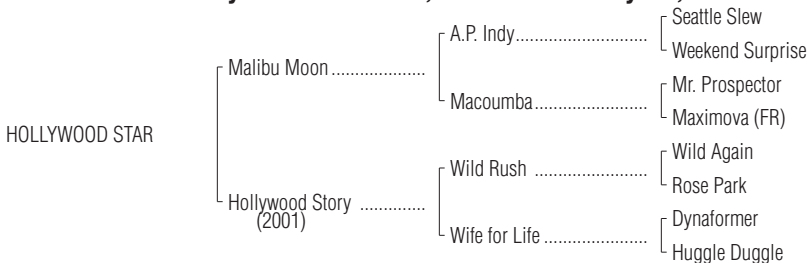 Seattle Slew
A.P. Indy
Weekend Surprise
Malibu Moon
Mr. Prospector
Macoumba
Maximova (FR)
HOLLYWOOD STAR
Wild Again
Wild Rush
Rose Park
Hollywood Story
(2001)
Dynaformer
Wife for Life
Huggle Duggle